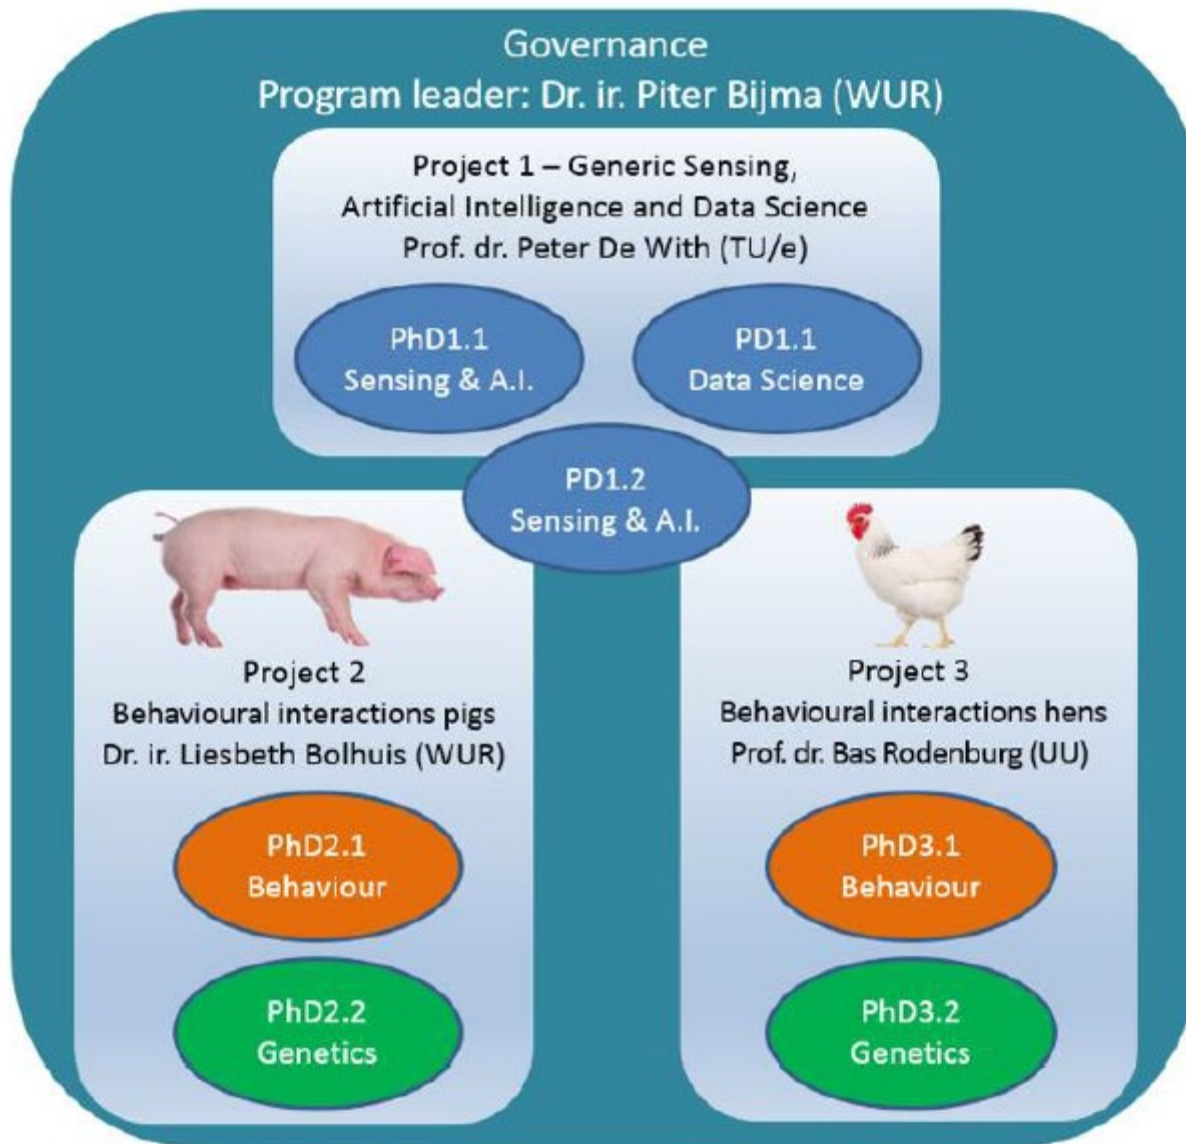 Governance
Program leader: Dr. ir. Piter Bijma (WUR)
Project 1 – Generic Sensing,
Artificial Intelligence and Data Science
Prof. dr. Peter De With (TU/e)
PhD1.1
Sensing & A.I.
PD1.1
Data Science
PD1.2
Sensing & A.I.
Project 2
Behavioural interactions pigs
Dr. ir. Liesbeth Bolhuis (WUR)
PhD2.1
Behaviour
PhD2.2
Genetics
Project 3
Behavioural interactions hens
Prof. dr. Bas Rodenburg (UU)
PhD3.1
Behaviour
PhD3.2
Genetics